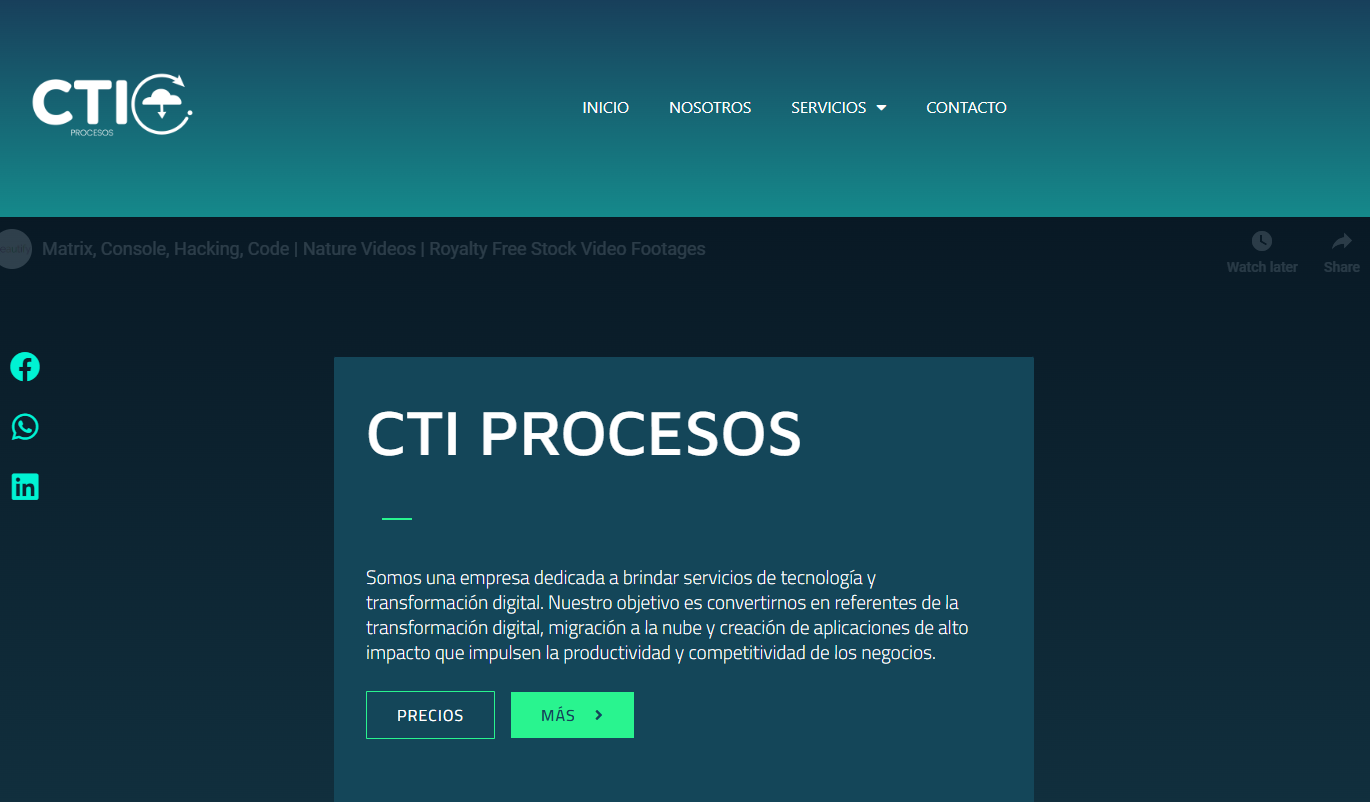 CTI
PROCESOS
INICIO
NOSOTROS
SERVICIOS
CONTACTO
Matrix, Console, Hacking, Code | Nature Videos | Royalty Free Stock Video Footages
Watch later
Share
CTI PROCESOS
Somos una empresa dedicada a brindar servicios de tecnología y
transformación digital. Nuestro objetivo es convertirnos en referentes de la
transformación digital, migración a la nube y creación de aplicaciones de alto
impacto que impulsen la productividad y competitividad de los negocios.
PRECIOS
MÁS